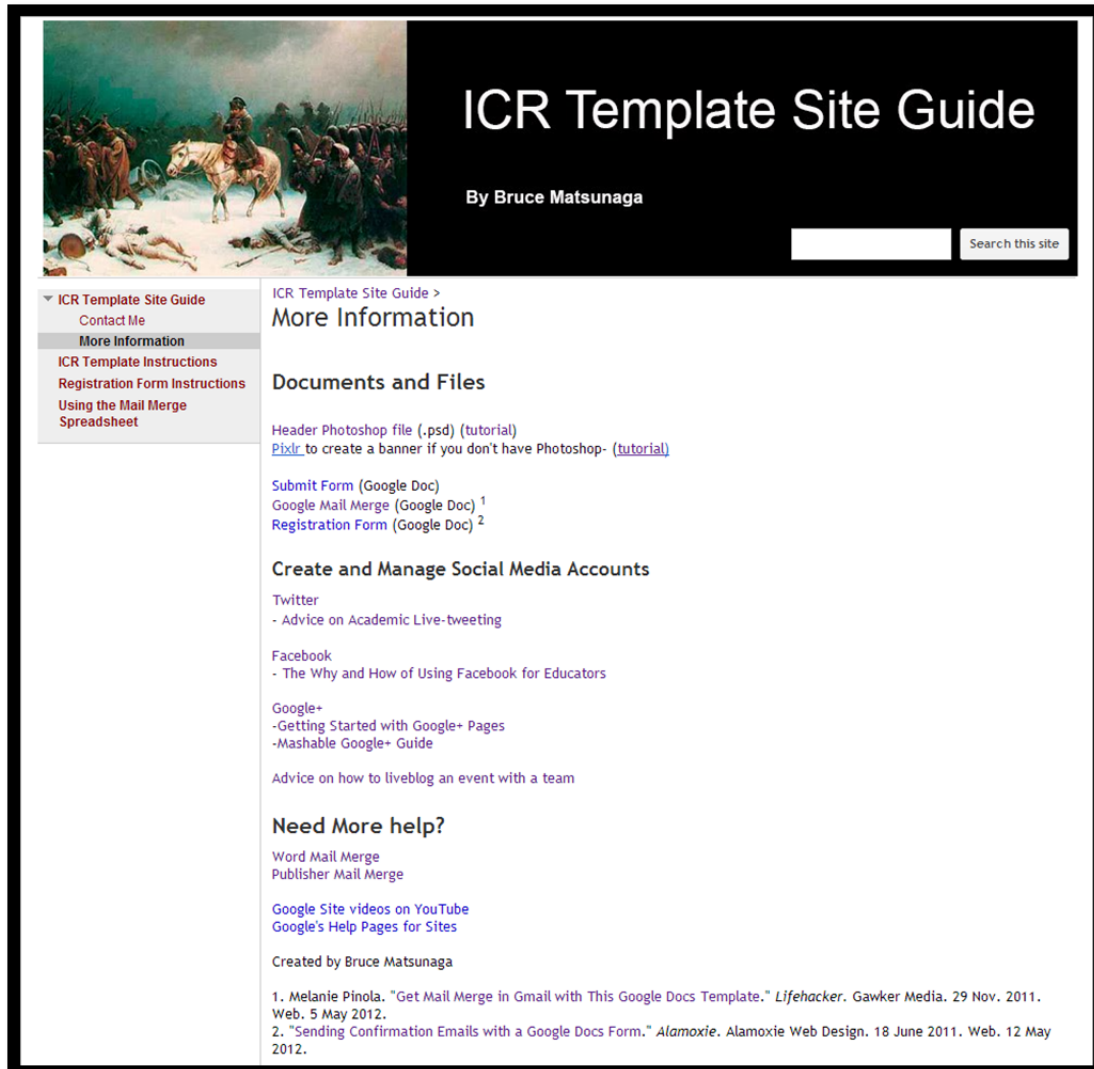 ICR Template Site Guide
By Bruce Matsunaga
Search this site
ICR Template Site Guide
Contact Me
More Information
ICR Template Instructions
Registration Form Instructions
Using the Mail Merge
Spreadsheet
ICR Template Site Guide >
More Information
Documents and Files
Header Photoshop file (.psd) (tutorial)
Pixlr to create a banner if you don't have Photoshop- (tutorial)
Submit Form (Google Doc)
Google Mail Merge (Google Doc) 1
Registration Form (Google Doc) 2
Create and Manage Social Media Accounts
Twitter
- Advice on Academic Live-tweeting
Facebook
- The Why and How of Using Facebook for Educators
Google+
-Getting Started with Google+ Pages
-Mashable Google+ Guide
Advice on how to liveblog an event with a team
Need More help?
Word Mail Merge
Publisher Mail Merge
Google Site videos on YouTube
Google's Help Pages for Sites
Created by Bruce Matsunaga
1. Melanie Pinola. "Get Mail Merge in Gmail with This Google Docs Template." Lifehacker. Gawker Media. 29 Nov. 2011.
Web. 5 May 2012.
2. "Sending Confirmation Emails with a Google Docs Form." Alamoxie. Alamoxie Web Design. 18 June 2011. Web. 12 May
2012.